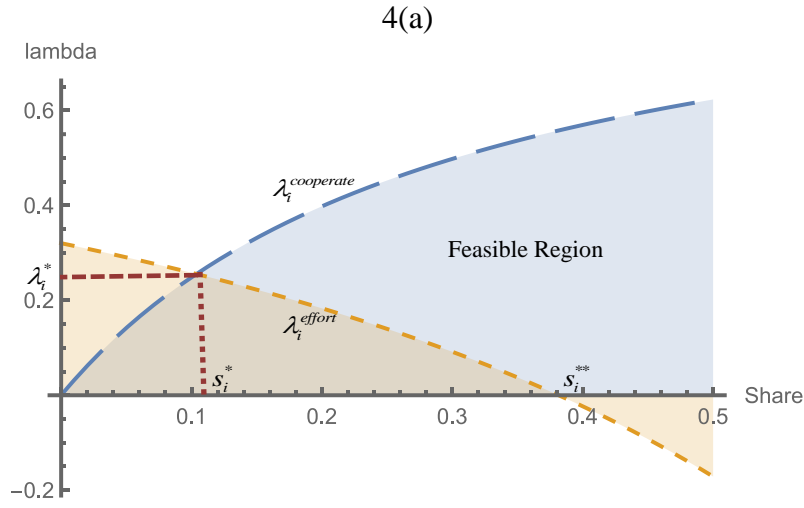 4(a)
lambda
0.6
λ_i^cooperate
0.4
Feasible Region
λ_i^*
0.2
λ_i^effort
s_i^*
s_i^**
Share
0.1
0.2
0.3
0.4
0.5
−0.2